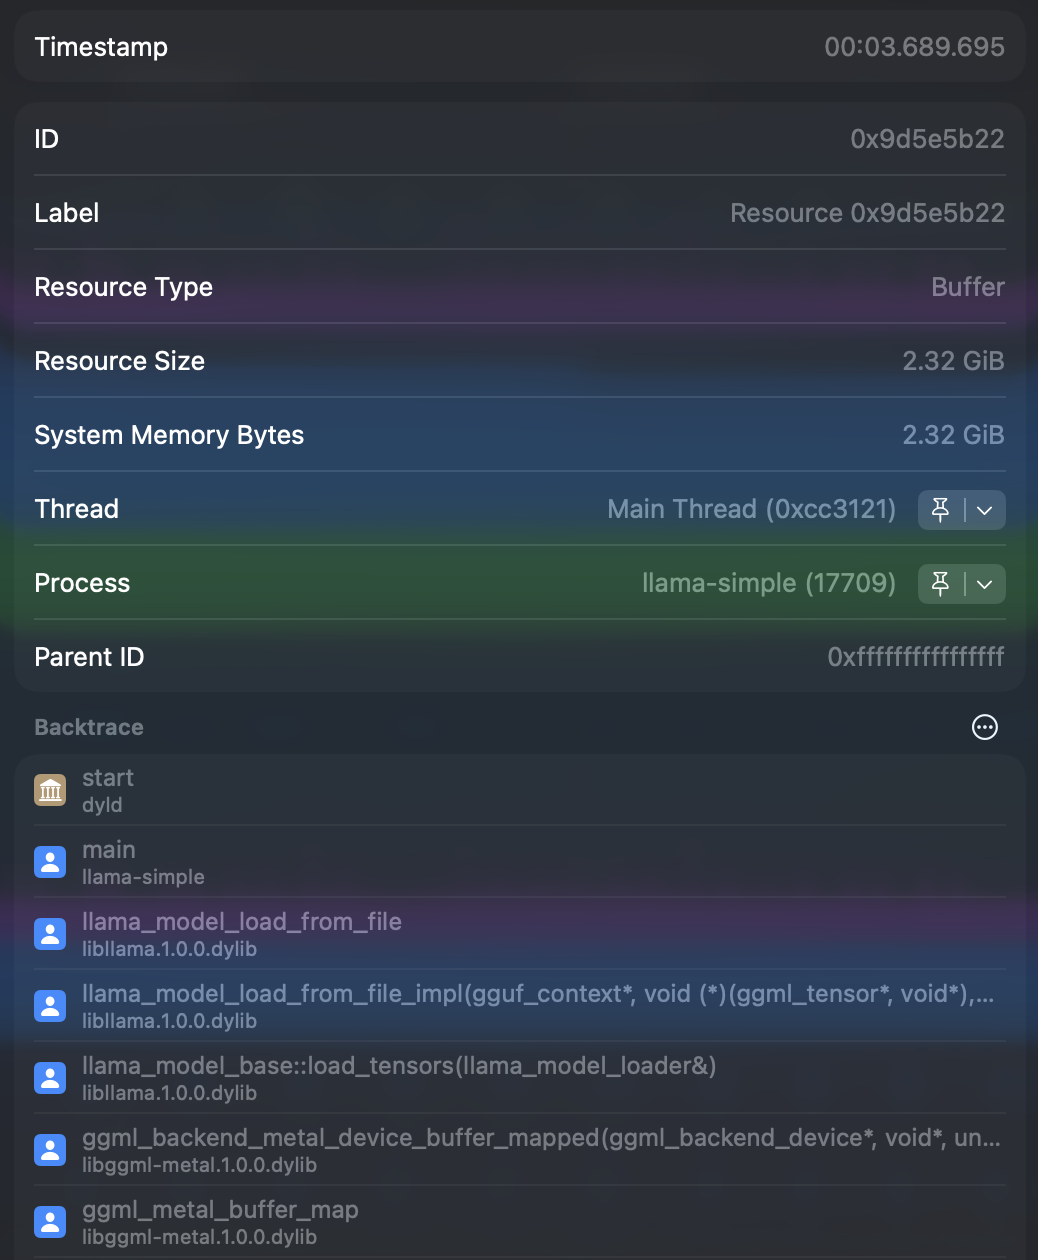 Timestamp 00:03.689.695
ID 0x9d5e5b22
Label Resource 0x9d5e5b22
Resource Type Buffer
Resource Size 2.32 GiB
System Memory Bytes 2.32 GiB
Thread Main Thread (0xcc3121)
Process llama-simple (17709)
Parent ID 0xffffffffffffffff
Backtrace
start
dyld
main
llama-simple
llama_model_load_from_file
libllama.1.0.0.dylib
llama_model_load_from_file_impl(gguf_context*, void (*)(ggml_tensor*, void*),...
libllama.1.0.0.dylib
llama_model_base::load_tensors(llama_model_loader&)
libllama.1.0.0.dylib
ggml_backend_metal_device_buffer_mapped(ggml_backend_device*, void*, un...
libggml-metal.1.0.0.dylib
ggml_metal_buffer_map
libggml-metal.1.0.0.dylib